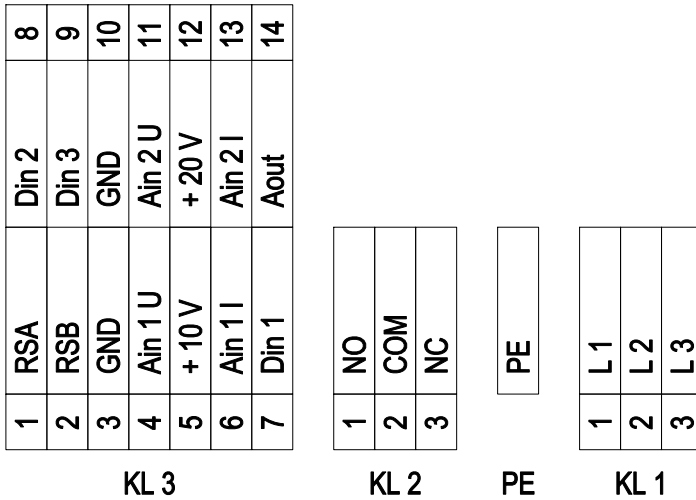 8 9 10 11 12 13 14
Din 2 Din 3 GND Ain 2 U + 20 V Ain 2 I Aout
RSA RSB GND Ain 1 U + 10 V Ain 1 I Din 1
1 2 3 4 5 6 7
KL 3
NO COM NC
1 2 3
KL 2
PE
PE
L 1 L 2 L 3
1 2 3
KL 1